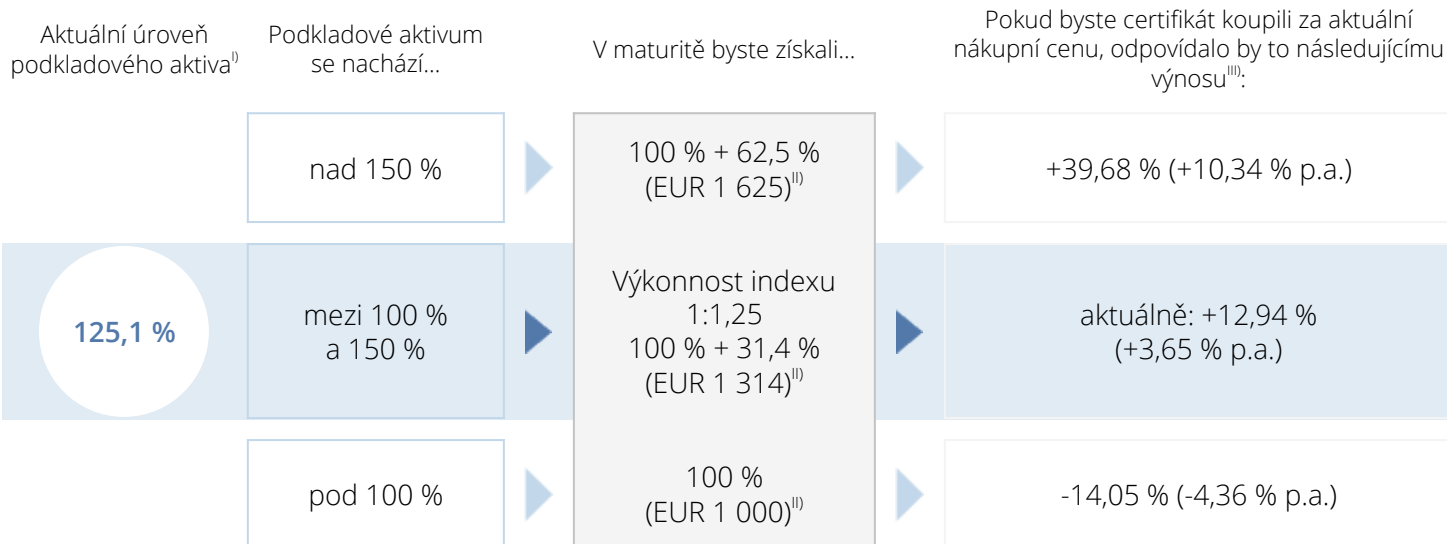 Aktuální úroveň
podkladového aktiva^I)
Podkladové aktivum
se nachází...
V maturitě byste získali...
Pokud byste certifikát koupili za aktuální
nákupní cenu, odpovídalo by to následujícímu
výnosu^III):
nad 150 %
100 % + 62,5 %
(EUR 1 625)^II)
+39,68 % (+10,34 % p.a.)
125,1 %
mezi 100 %
a 150 %
Výkonnost indexu
1:1,25
100 % + 31,4 %
(EUR 1 314)^II)
aktuálně: +12,94 %
(+3,65 % p.a.)
pod 100 %
100 %
(EUR 1 000)^II)
-14,05 % (-4,36 % p.a.)